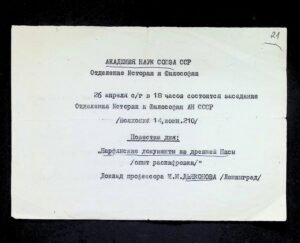 21
АКАДЕМИЯ НАУК СОЮЗА ССР
Отделение Истории и Философии
26 апреля с/г в 18 часов состоится заседание
Отделения Истории и Философии АН СССР
/Волхонка 14, комн. 210/
Повестка дня:
"Парфянские документы из древней Нисы
/опыт расшифровки/"
Доклад профессора И.М.ДЬЯКОНОВА /Ленинград/